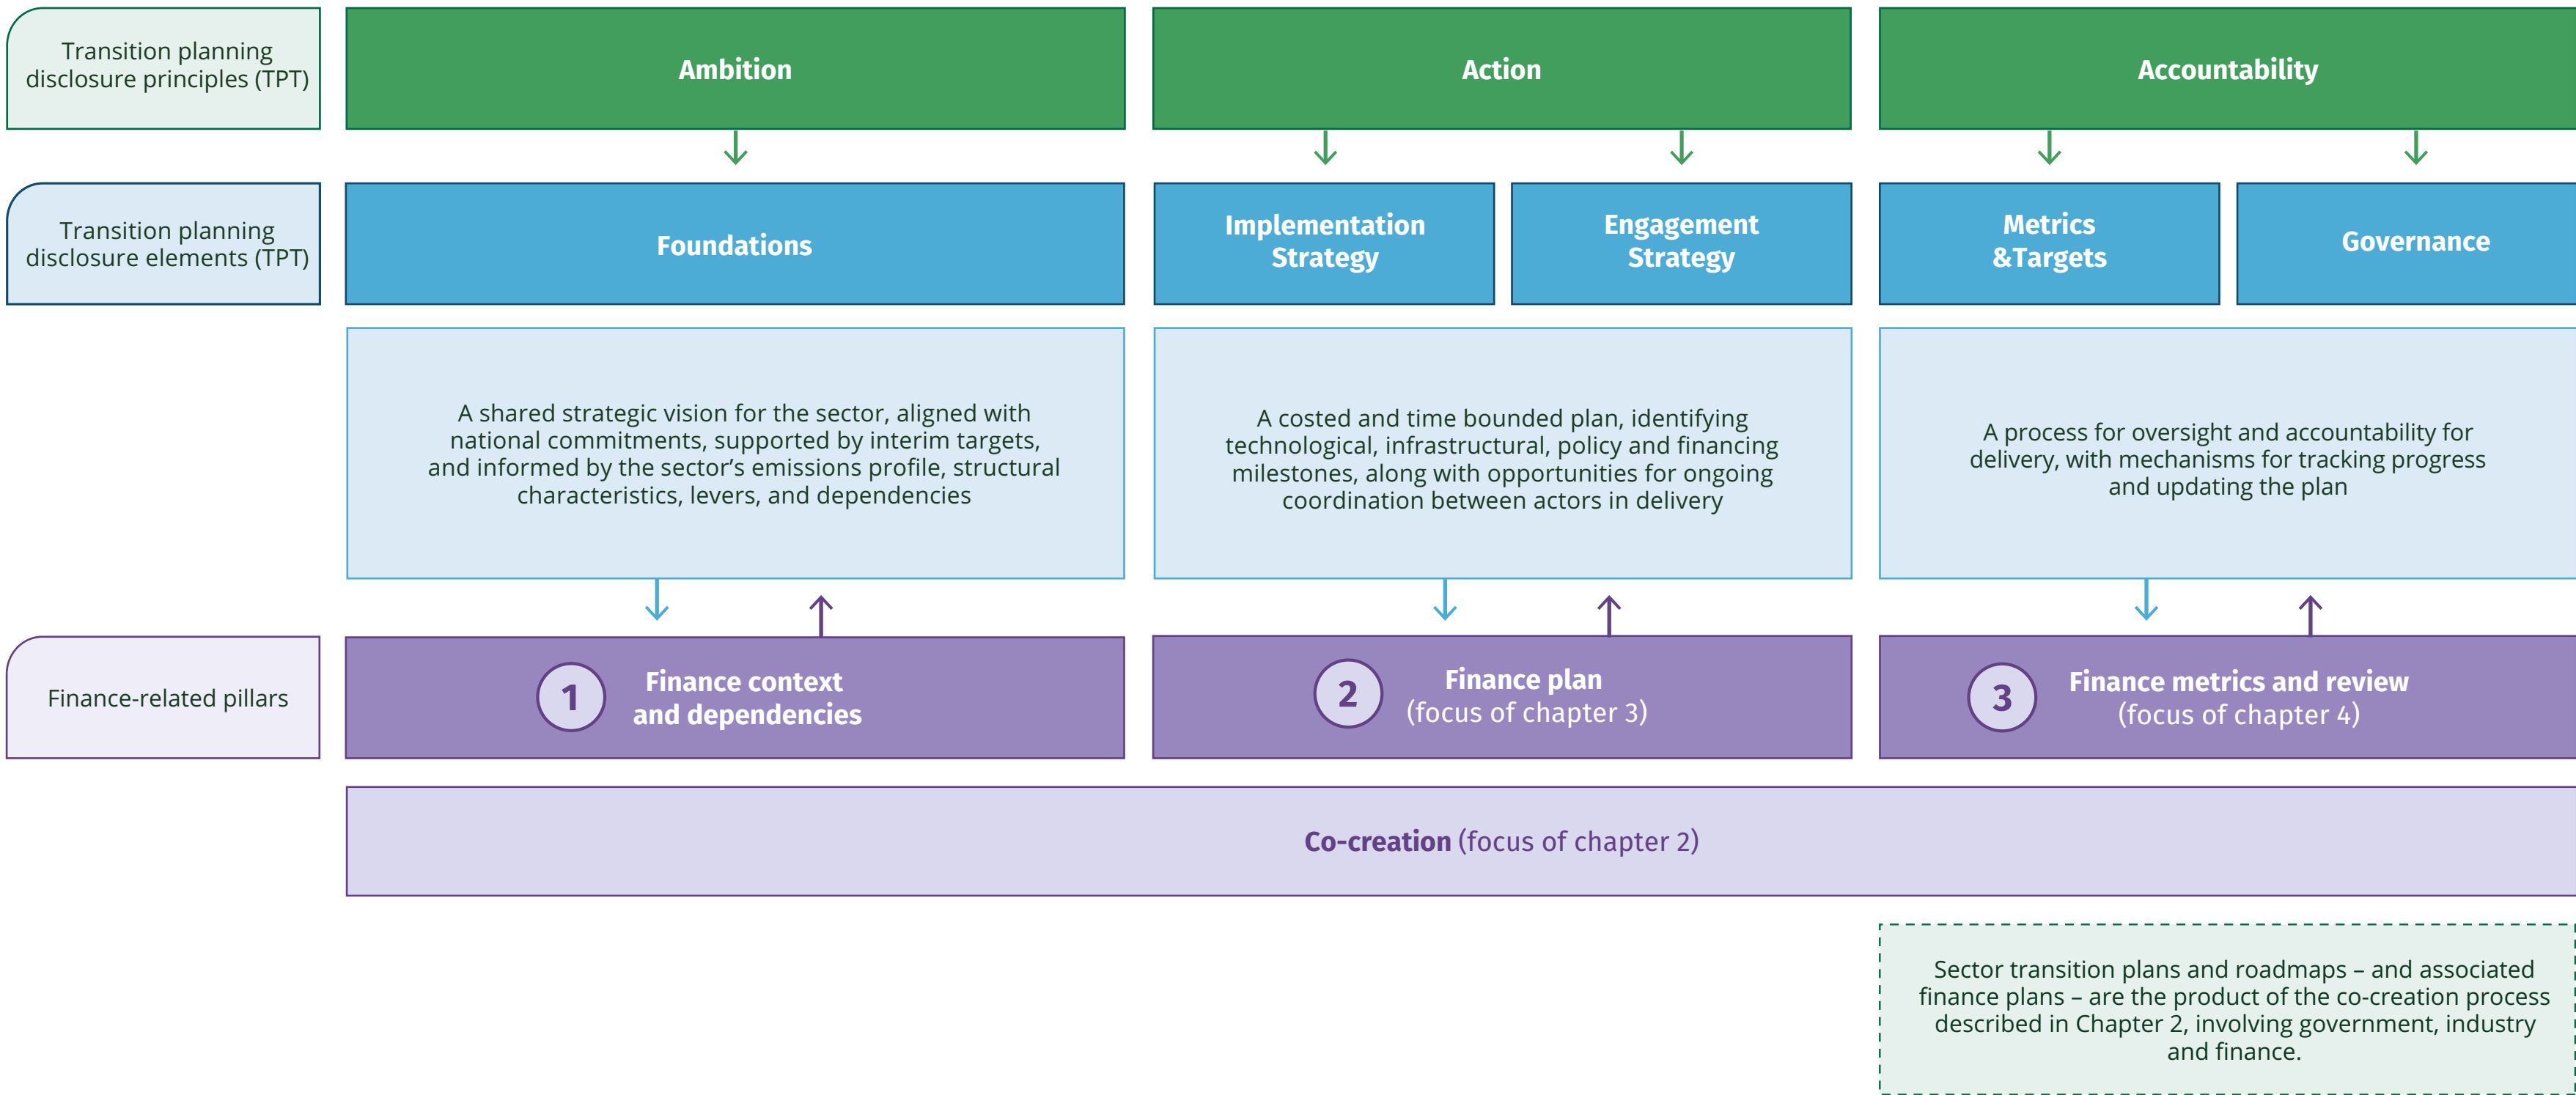 Transition planning
disclosure principles (TPT)
Ambition
Action
Accountability
Transition planning
disclosure elements (TPT)
Foundations
Implementation
Strategy
Engagement
Strategy
Metrics
&Targets
Governance
A shared strategic vision for the sector, aligned with
national commitments, supported by interim targets,
and informed by the sector’s emissions profile, structural
characteristics, levers, and dependencies
A costed and time bounded plan, identifying
technological, infrastructural, policy and financing
milestones, along with opportunities for ongoing
coordination between actors in delivery
A process for oversight and accountability for
delivery, with mechanisms for tracking progress
and updating the plan
Finance-related pillars
1
Finance context
and dependencies
2
Finance plan
(focus of chapter 3)
3
Finance metrics and review
(focus of chapter 4)
Co-creation (focus of chapter 2)
Sector transition plans and roadmaps – and associated
finance plans – are the product of the co-creation process
described in Chapter 2, involving government, industry
and finance.